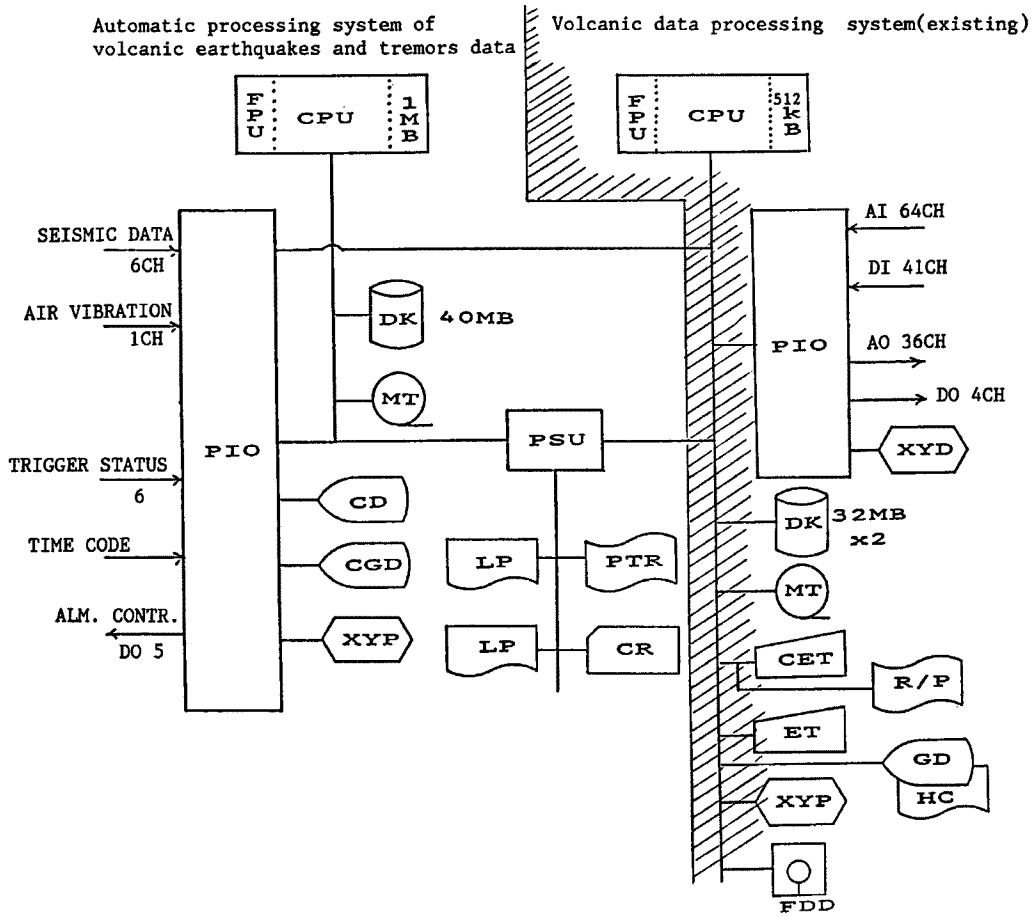 Automatic processing system of
volcanic earthquakes and tremors data
Volcanic data processing system(existing)
FPU
CPU
1MB
FPU
CPU
512kB
SEISMIC DATA
6CH
AIR VIBRATION
1CH
TRIGGER STATUS
6
TIME CODE
ALM. CONTR.
DO 5
PIO
DK 40MB
MT
CD
CGD
XYP
PSU
LP
PTR
LP
CR
PIO
AI 64CH
DI 41CH
AO 36CH
DO 4CH
XYD
DK 32MB
x2
MT
CET
R/P
ET
GD
HC
XYP
FDD